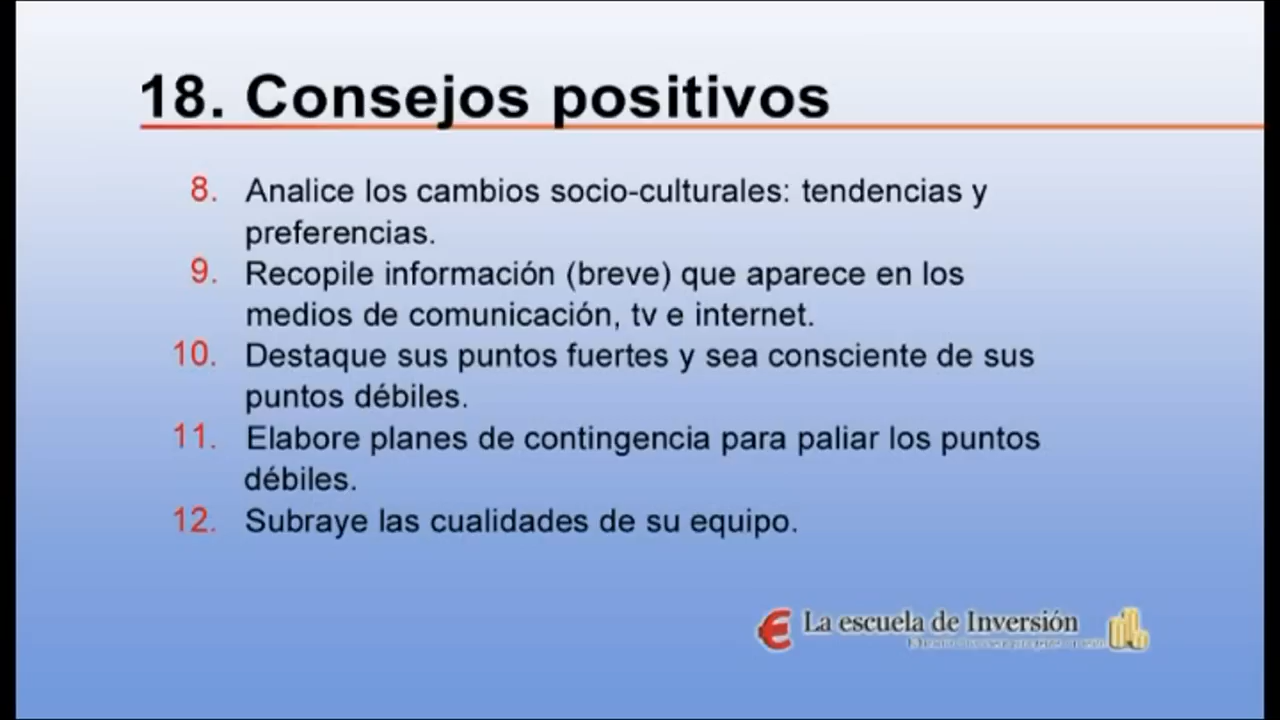 18. Consejos positivos
8. Analice los cambios socio-culturales: tendencias y
preferencias.
9. Recopile información (breve) que aparece en los
medios de comunicación, tv e internet.
10. Destaque sus puntos fuertes y sea consciente de sus
puntos débiles.
11. Elabore planes de contingencia para paliar los puntos
débiles.
12. Subraye las cualidades de su equipo.
€ La escuela de Inversión